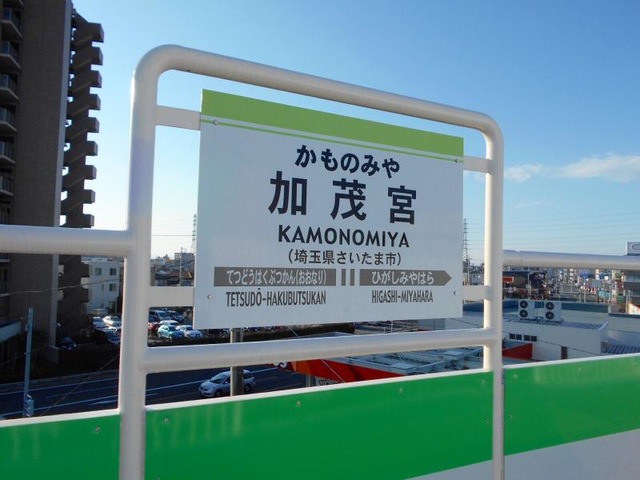 かものみや
加茂宮
KAMONOMIYA
(埼玉県さいたま市)
てつどうはくぶつかん(おおなり) ひがしみやはら
TETSUDŌ-HAKUBUTSUKAN HIGASHI-MIYAHARA